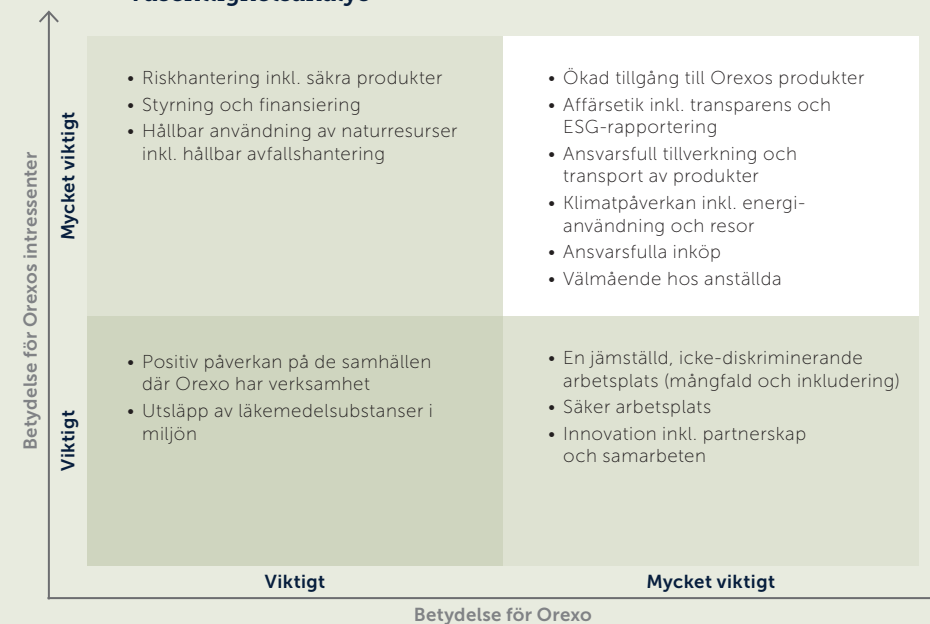 Väsentlighetsanalys
Betydelse för Orexos intressenter
Mycket viktigt
• Riskhantering inkl. säkra produkter
• Styrning och finansiering
• Hållbar användning av naturresurser
inkl. hållbar avfallshantering
• Ökad tillgång till Orexos produkter
• Affärsetik inkl. transparens och
ESG-rapportering
• Ansvarsfull tillverkning och
transport av produkter
• Klimatpåverkan inkl. energi-
användning och resor
• Ansvarsfulla inköp
• Välmående hos anställda
Viktigt
• Positiv påverkan på de samhällen
där Orexo har verksamhet
• Utsläpp av läkemedelsubstanser i
miljön
• En jämställd, icke-diskriminerande
arbetsplats (mångfald och inkludering)
• Säker arbetsplats
• Innovation inkl. partnerskap
och samarbeten
Viktigt
Mycket viktigt
Betydelse för Orexo